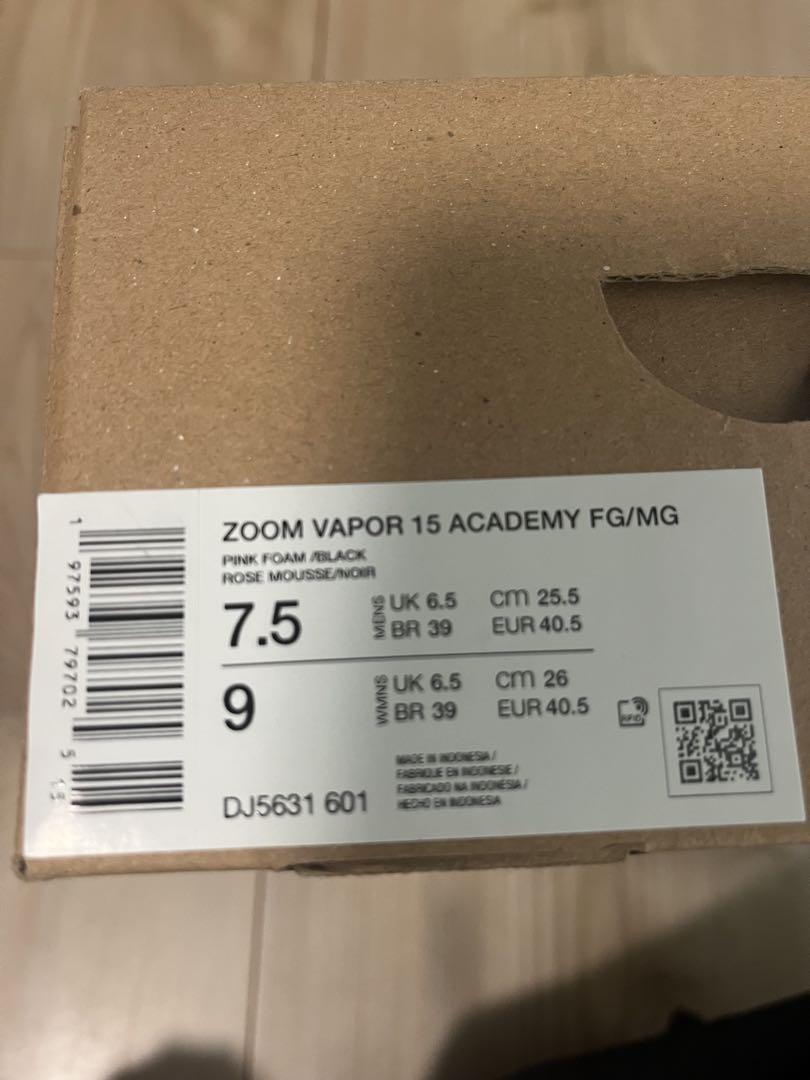 ZOOM VAPOR 15 ACADEMY FG/MG
PINK FOAM /BLACK
ROSE MOUSSE/NOIR
7.5 MENS UK 6.5 cm 25.5
BR 39 EUR 40.5
9 WMNS UK 6.5 cm 26
BR 39 EUR 40.5
RFID
MADE IN INDONESIA /
FABRIQUE EN INDONESIE /
FABRICADO NA INDONESIA /
HECHO EN INDONESIA
DJ5631 601
1 97593 79702 5